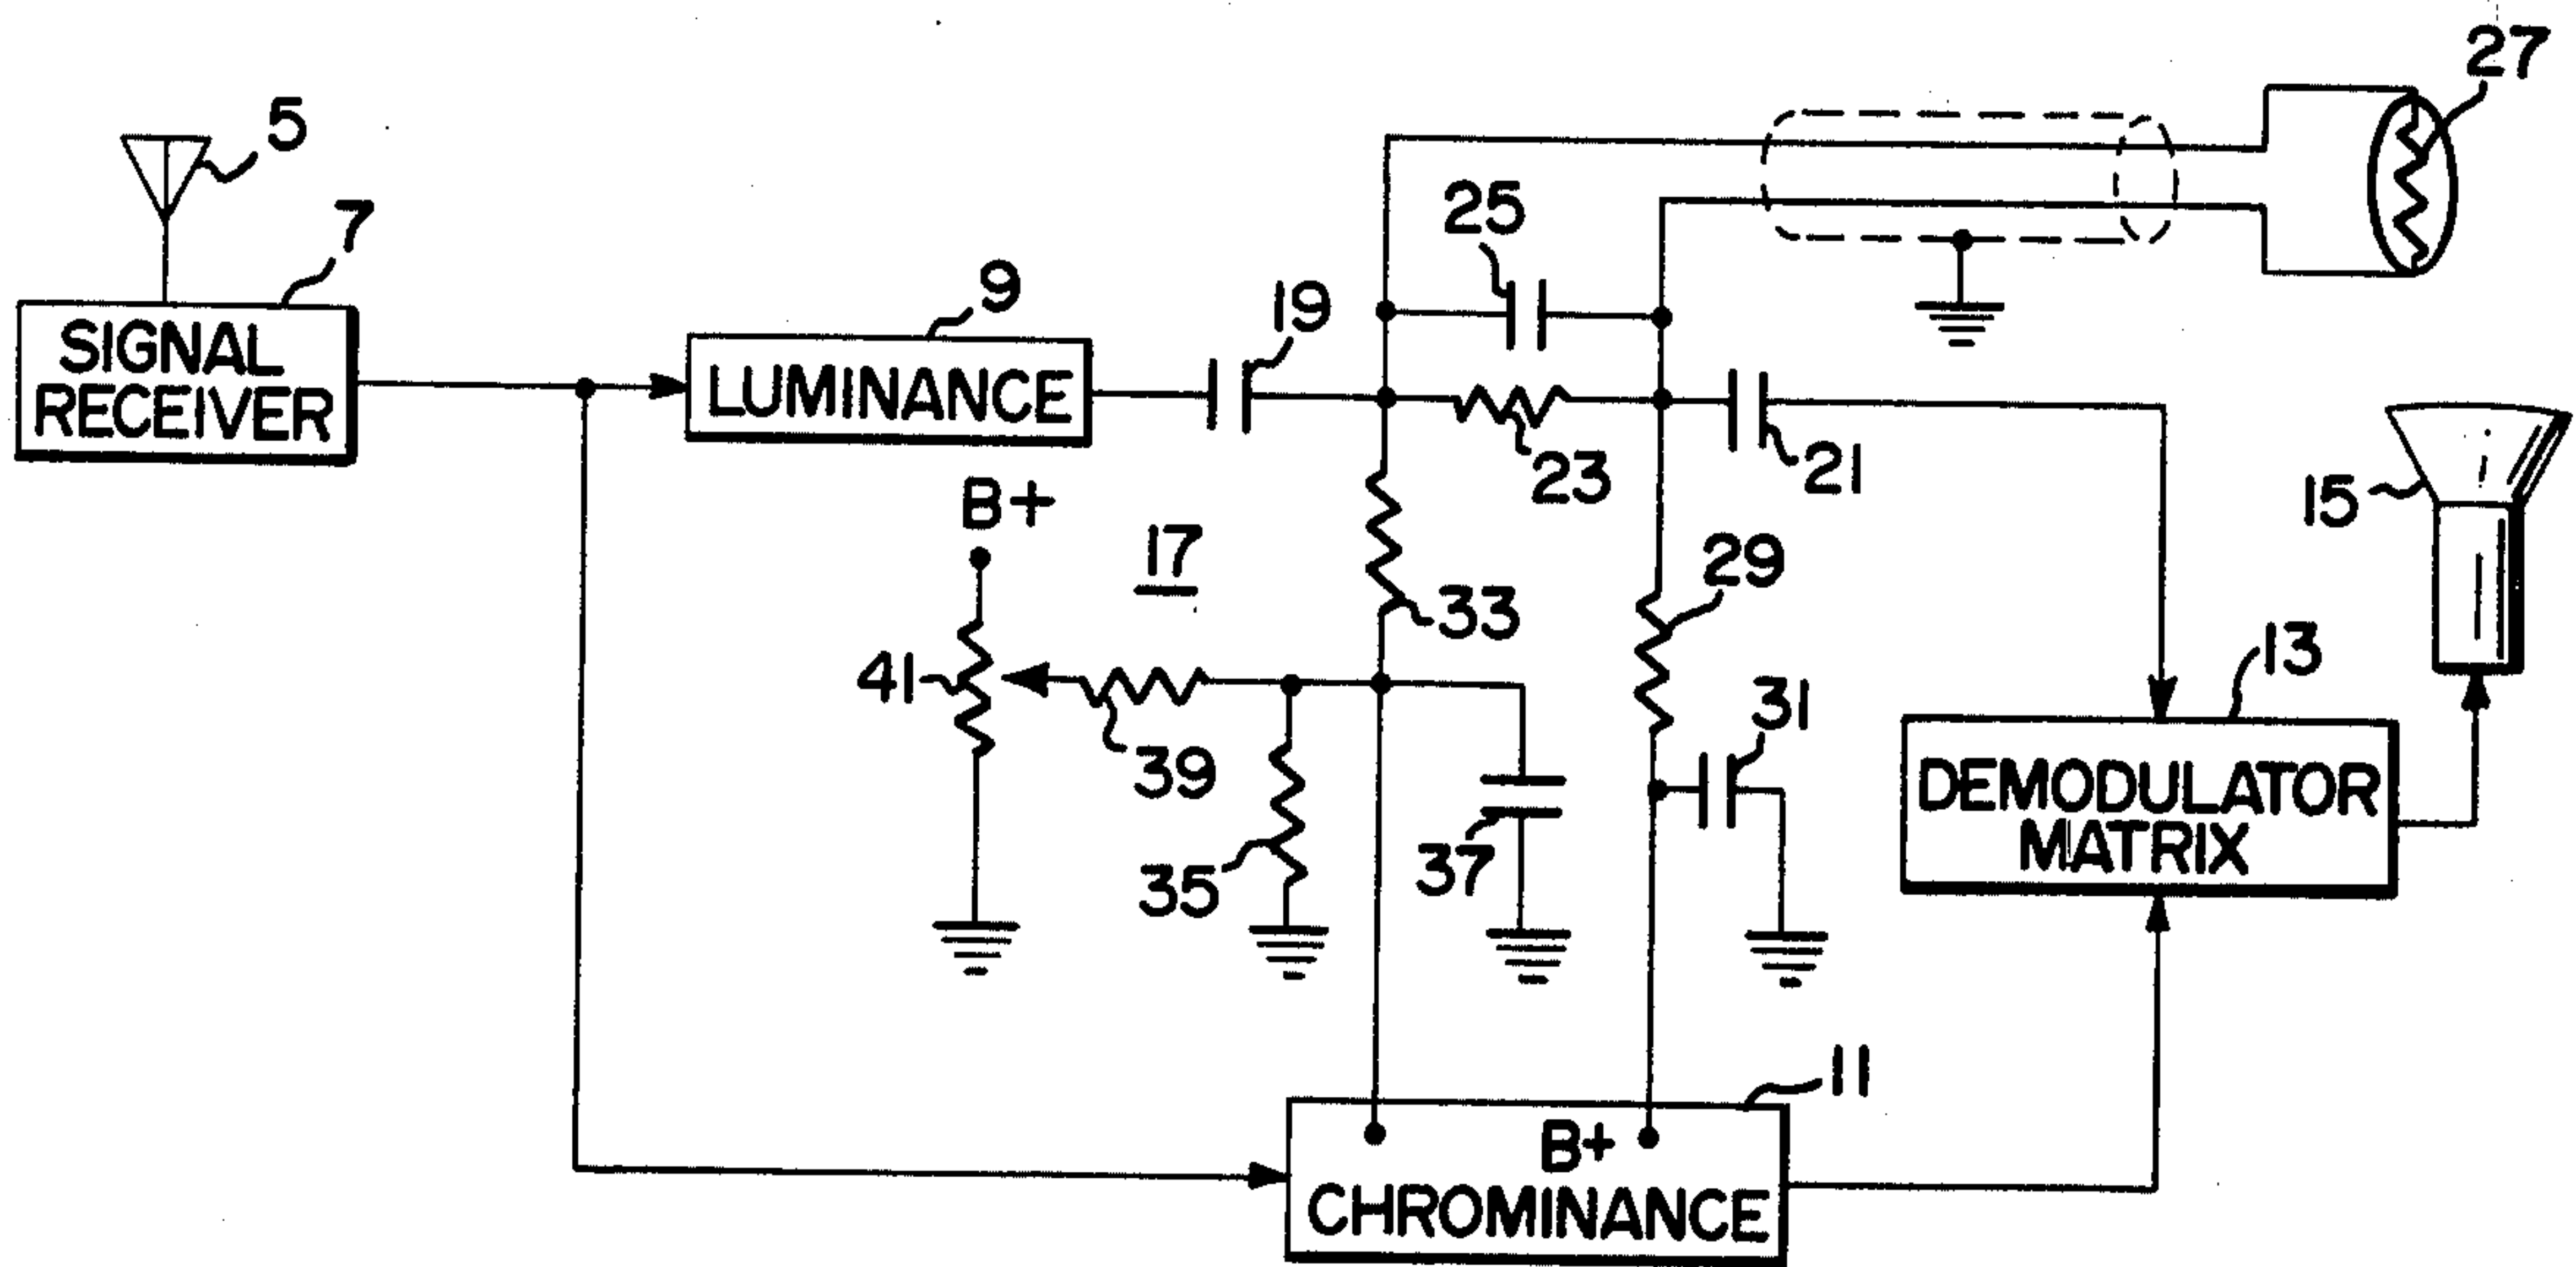 27
5
7
25
9
19
SIGNAL
RECEIVER
LUMINANCE
23
21
15
B+
17
29
33
41
13
31
39
35
37
DEMODULATOR
MATRIX
11
B+
CHROMINANCE